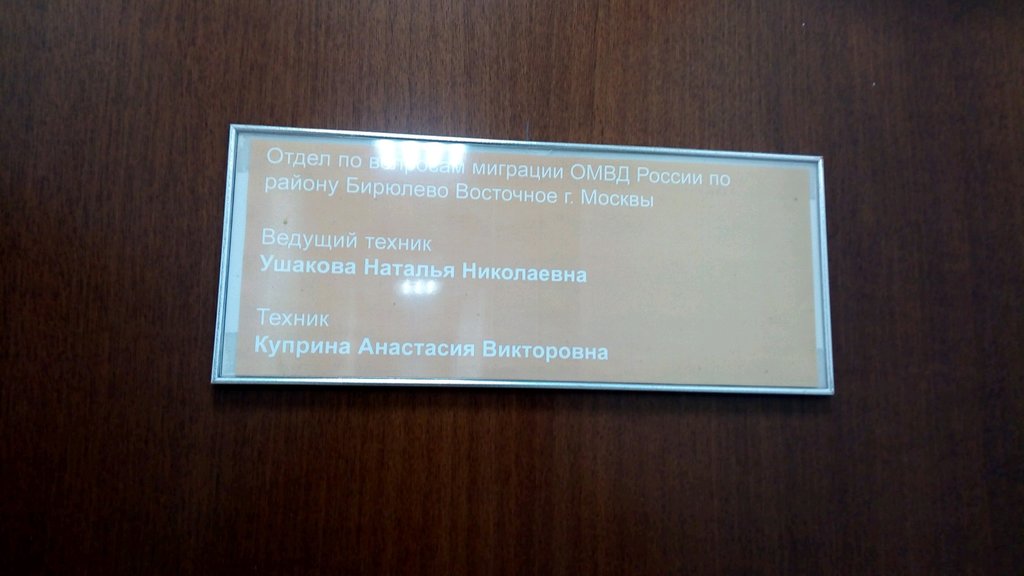 Отдел по вопросам миграции ОМВД России по
району Бирюлево Восточное г. Москвы
Ведущий техник
Ушакова Наталья Николаевна
Техник
Куприна Анастасия Викторовна